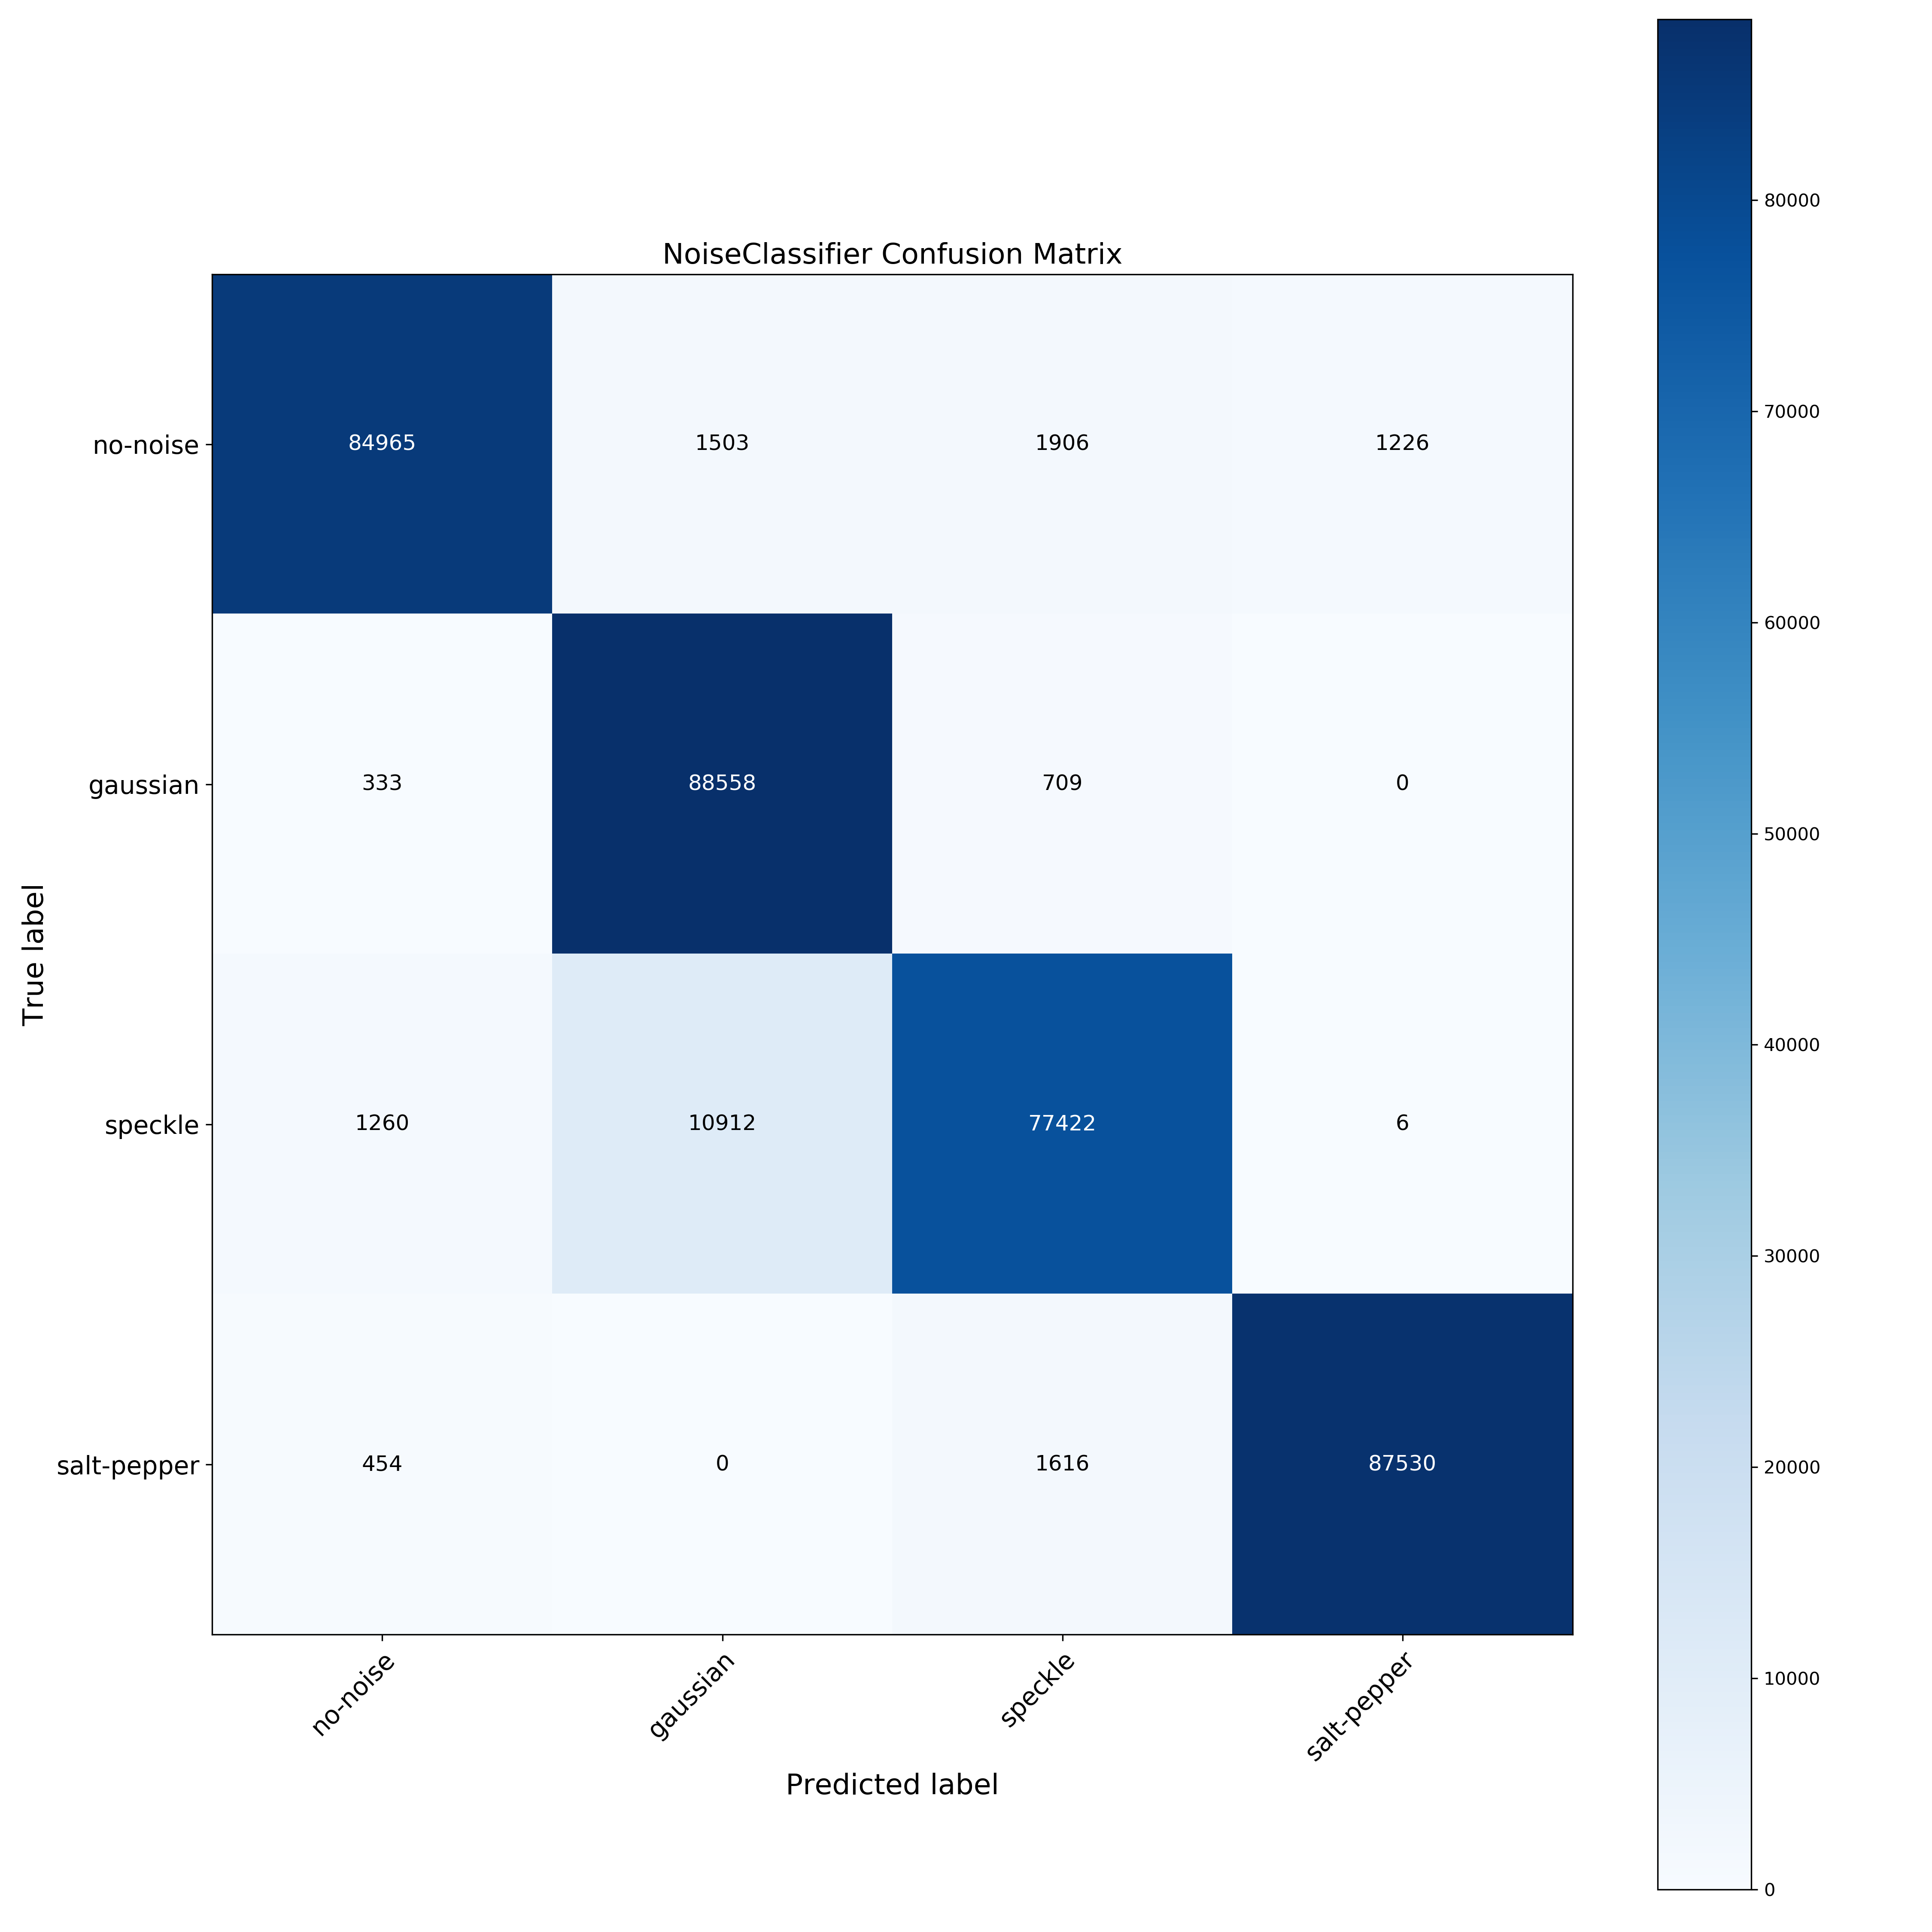 NoiseClassifier Confusion Matrix
True label
no-noise 84965 1503 1906 1226
gaussian 333 88558 709 0
speckle 1260 10912 77422 6
salt-pepper 454 0 1616 87530
no-noise gaussian speckle salt-pepper
Predicted label
80000
70000
60000
50000
40000
30000
20000
10000
0